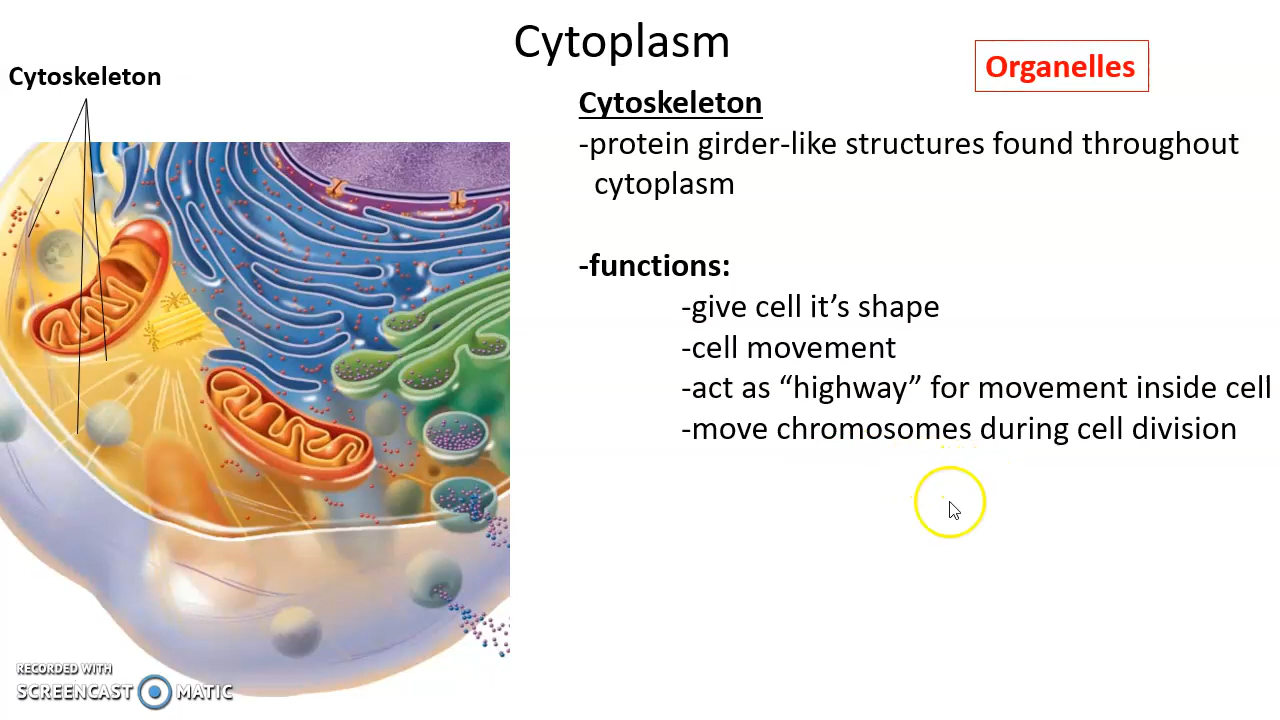 Cytoplasm
Organelles
Cytoskeleton
Cytoskeleton
-protein girder-like structures found throughout
cytoplasm
-functions:
-give cell it’s shape
-cell movement
-act as “highway” for movement inside cell
-move chromosomes during cell division
RECORDED WITH
SCREENCAST MATIC